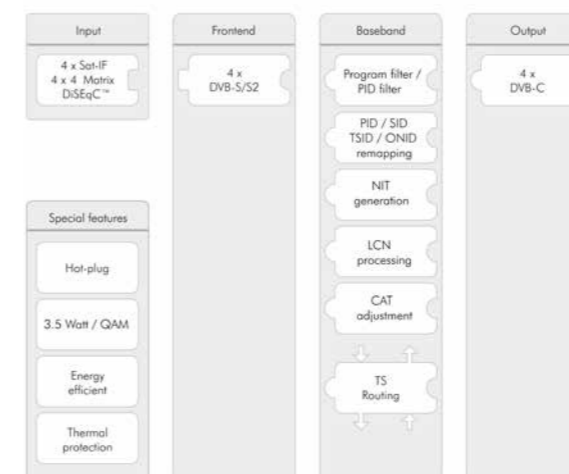 Input
4 x Sat-IF
4 x 4 Matrix
DiSEqC™
Special features
Hot-plug
3.5 Watt / QAM
Energy
efficient
Thermal
protection
Frontend
4 x
DVB-S/S2
Baseband
Program filter /
PID filter
PID / SID
TSID / ONID
remapping
NIT
generation
LCN
processing
CAT
adjustment
TS
Routing
Output
4 x
DVB-C